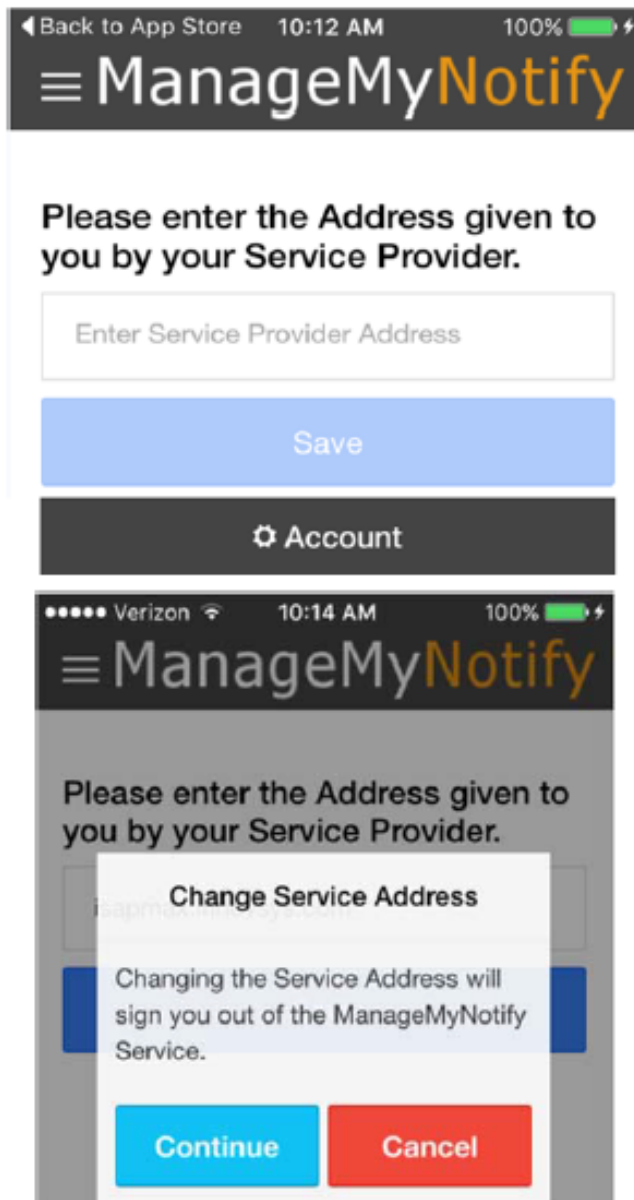 Back to App Store 10:12 AM 100%
ManageMyNotify
Please enter the Address given to
you by your Service Provider.
Enter Service Provider Address
Save
Account
Verizon 10:14 AM 100%
ManageMyNotify
Please enter the Address given to
you by your Service Provider.
Change Service Address
Changing the Service Address will
sign you out of the ManageMyNotify
Service.
Continue Cancel